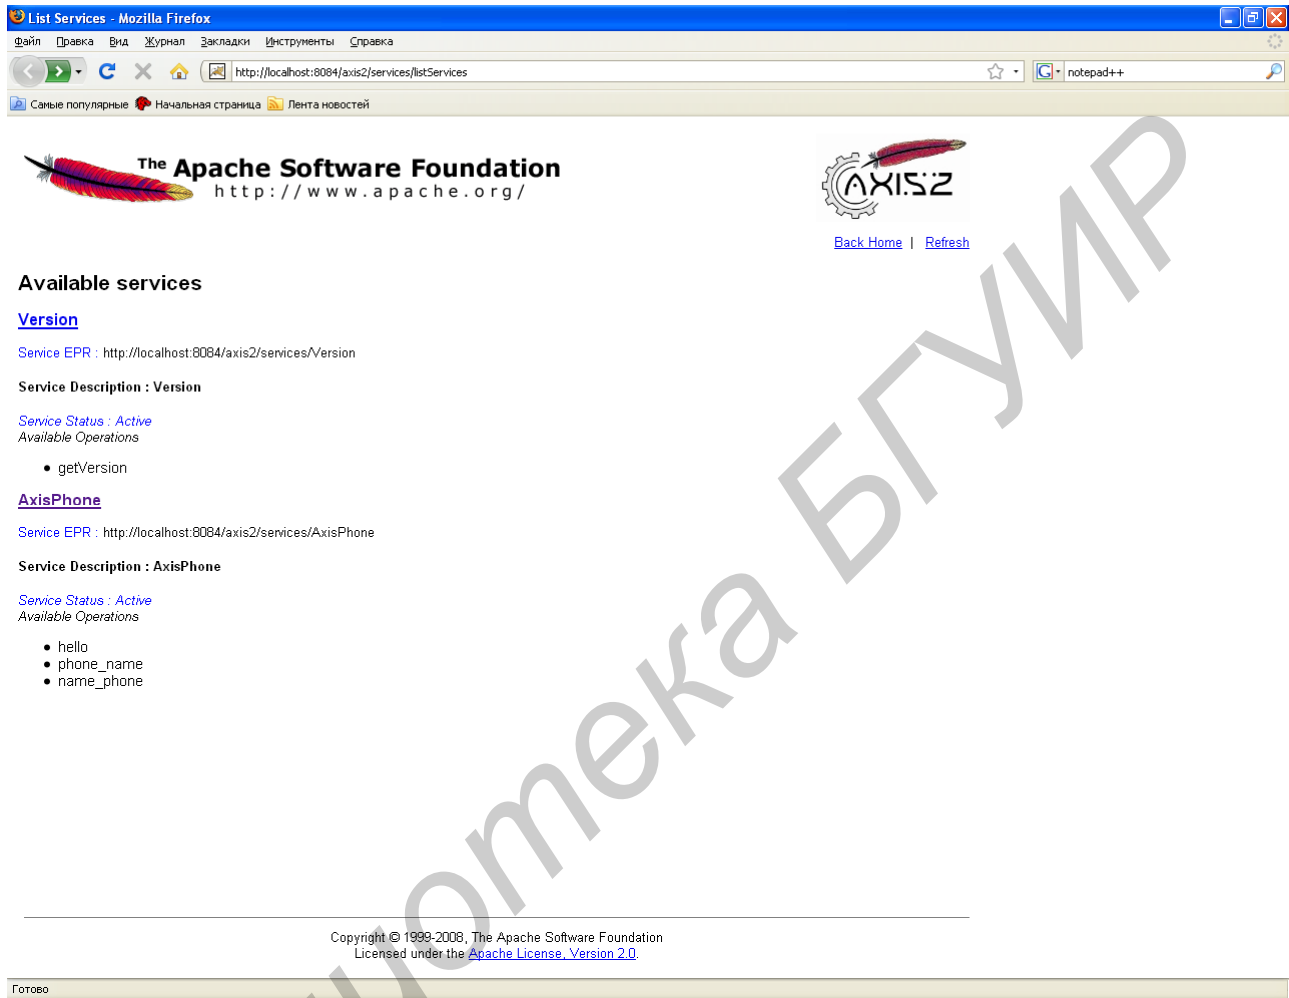 List Services - Mozilla Firefox
Файл Правка Вид Журнал Закладки Инструменты Справка
http://localhost:8084/axis2/services/listServices
notepad++
Самые популярные Начальная страница Лента новостей
The Apache Software Foundation
http://www.apache.org/
AXIS2
Back Home | Refresh
Available services
Version
Service EPR : http://localhost:8084/axis2/services/Version
Service Description : Version
Service Status : Active
Available Operations
• getVersion
AxisPhone
Service EPR : http://localhost:8084/axis2/services/AxisPhone
Service Description : AxisPhone
Service Status : Active
Available Operations
• hello
• phone_name
• name_phone
Copyright © 1999-2008, The Apache Software Foundation
Licensed under the Apache License, Version 2.0.
Готово
БГУИР